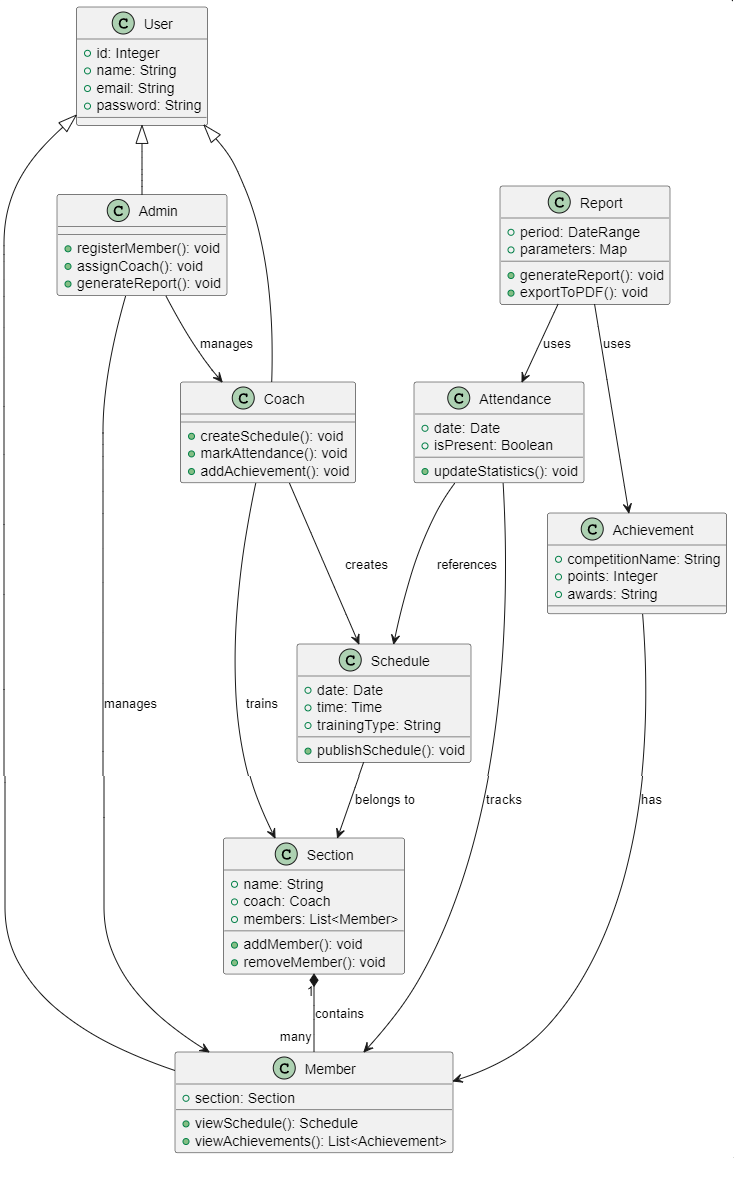 C User
id: Integer
name: String
email: String
password: String
C Admin
registerMember(): void
assignCoach(): void
generateReport(): void
C Report
period: DateRange
parameters: Map
generateReport(): void
exportToPDF(): void
manages
uses
uses
C Coach
createSchedule(): void
markAttendance(): void
addAchievement(): void
C Attendance
date: Date
isPresent: Boolean
updateStatistics(): void
C Achievement
competitionName: String
points: Integer
awards: String
creates
references
C Schedule
date: Date
time: Time
trainingType: String
publishSchedule(): void
manages
trains
belongs to
tracks
has
C Section
name: String
coach: Coach
members: List<Member>
addMember(): void
removeMember(): void
1
contains
many
C Member
section: Section
viewSchedule(): Schedule
viewAchievements(): List<Achievement>